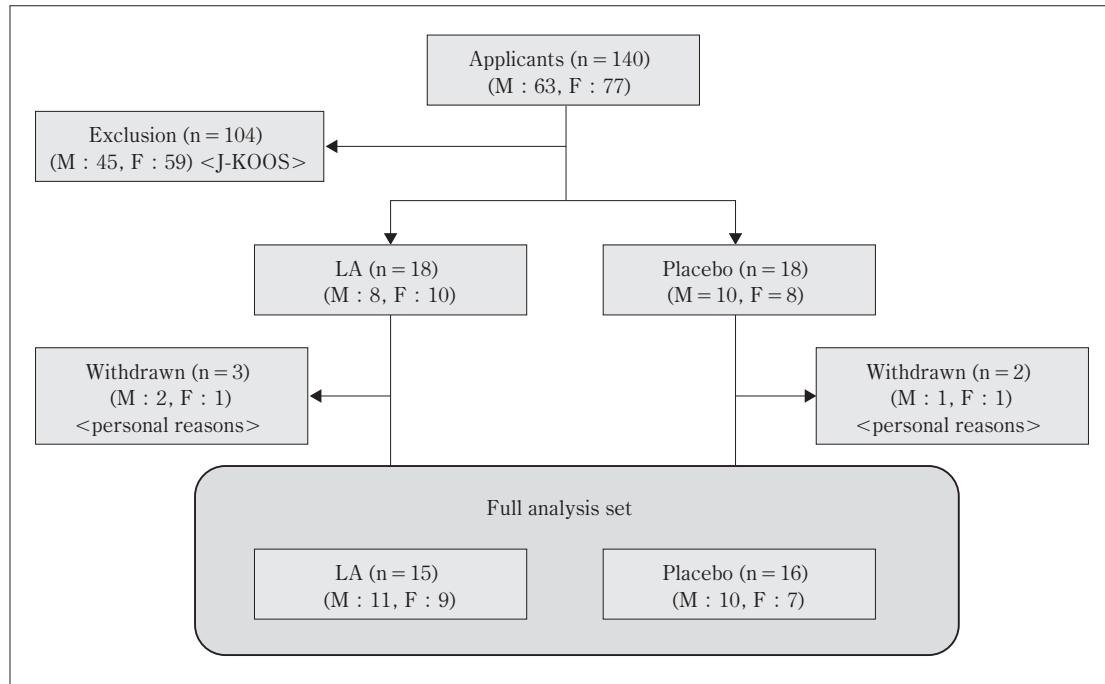 Applicants (n = 140)
(M : 63, F : 77)
Exclusion (n = 104)
(M : 45, F : 59) <J-KOOS>
LA (n = 18)
(M : 8, F : 10)
Placebo (n = 18)
(M = 10, F = 8)
Withdrawn (n = 3)
(M : 2, F : 1)
<personal reasons>
Withdrawn (n = 2)
(M : 1, F : 1)
<personal reasons>
Full analysis set
LA (n = 15)
(M : 11, F : 9)
Placebo (n = 16)
(M : 10, F : 7)